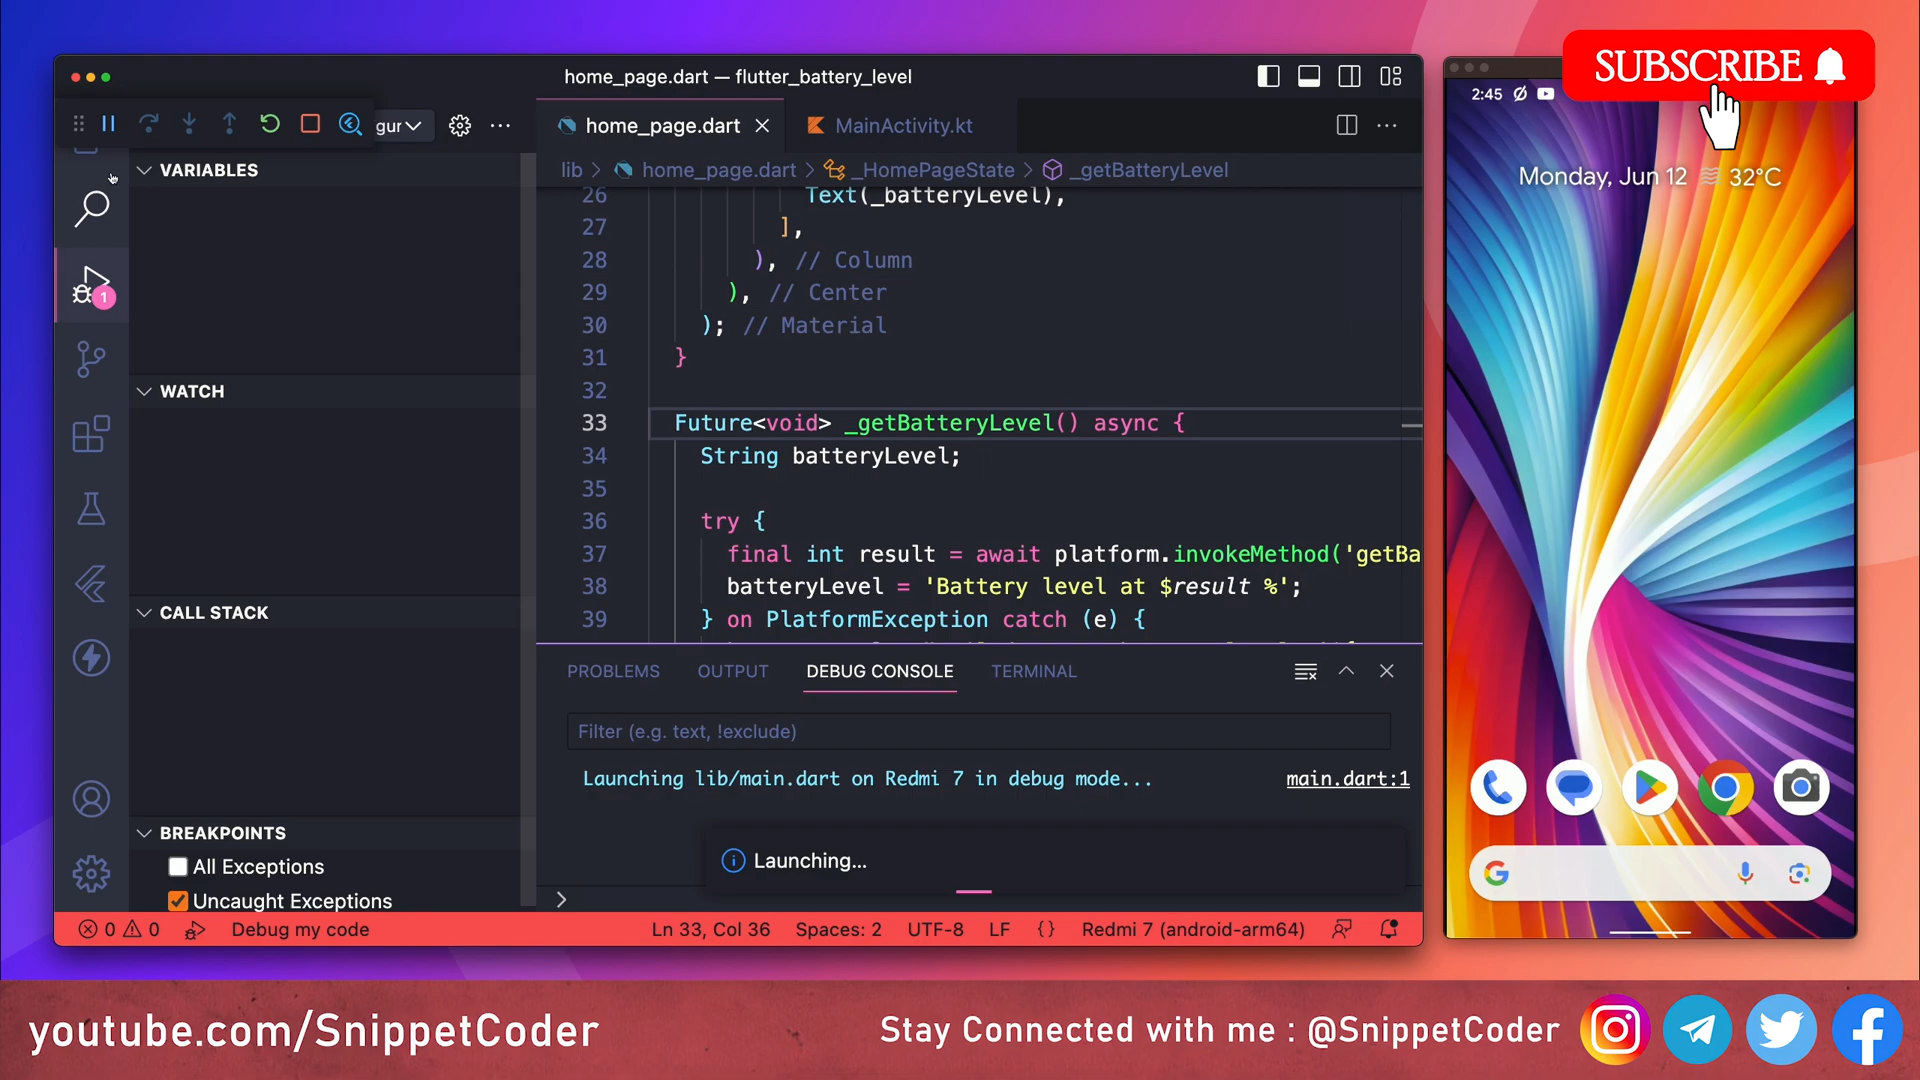 home_page.dart — flutter_battery_level
gur
home_page.dart
MainActivity.kt
lib > home_page.dart > _HomePageState > _getBatteryLevel
VARIABLES
WATCH
CALL STACK
BREAKPOINTS
All Exceptions
Uncaught Exceptions
1
26 Text(_batteryLevel),
27 ],
28 ), // Column
29 ), // Center
30 ); // Material
31 }
32
33 Future<void> _getBatteryLevel() async {
34 String batteryLevel;
35
36 try {
37 final int result = await platform.invokeMethod('getBa
38 batteryLevel = 'Battery level at $result %';
39 } on PlatformException catch (e) {
PROBLEMS OUTPUT DEBUG CONSOLE TERMINAL
Filter (e.g. text, !exclude)
Launching lib/main.dart on Redmi 7 in debug mode... main.dart:1
Launching...
0 0 Debug my code Ln 33, Col 36 Spaces: 2 UTF-8 LF {} Redmi 7 (android-arm64)
SUBSCRIBE
2:45
Monday, Jun 12 32°C
youtube.com/SnippetCoder
Stay Connected with me : @SnippetCoder